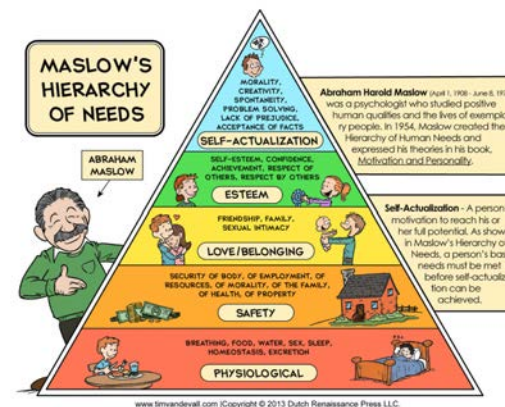 MASLOW'S
HIERARCHY
OF NEEDS
ABRAHAM
MASLOW
MORALITY,
CREATIVITY,
SPONTANEITY,
PROBLEM SOLVING,
LACK OF PREJUDICE,
ACCEPTANCE OF FACTS
SELF-ACTUALIZATION
SELF-ESTEEM, CONFIDENCE,
ACHIEVEMENT, RESPECT OF
OTHERS, RESPECT BY OTHERS
ESTEEM
FRIENDSHIP, FAMILY,
SEXUAL INTIMACY
LOVE/BELONGING
SECURITY OF BODY, OF EMPLOYMENT, OF
RESOURCES, OF MORALITY, OF THE FAMILY,
OF HEALTH, OF PROPERTY
SAFETY
BREATHING, FOOD, WATER, SEX, SLEEP,
HOMEOSTASIS, EXCRETION
PHYSIOLOGICAL
Abraham Harold Maslow (April 1, 1908 - June 8,
was a psychologist who studied positive
human qualities and the lives of exempla
ry people. In 1954, Maslow created the
Hierarchy of Human Needs and
expressed his theories in his book,
Motivation and Personality.
Self-Actualization - A person
motivation to reach his or
her full potential. As show
in Maslow's Hierarchy o
Needs, a person's bas
needs must be met
before self-actualiz
tion can be
achieved.
www.timvandevall.com |Copyright © 2013 Dutch Renaissance Press LLC.